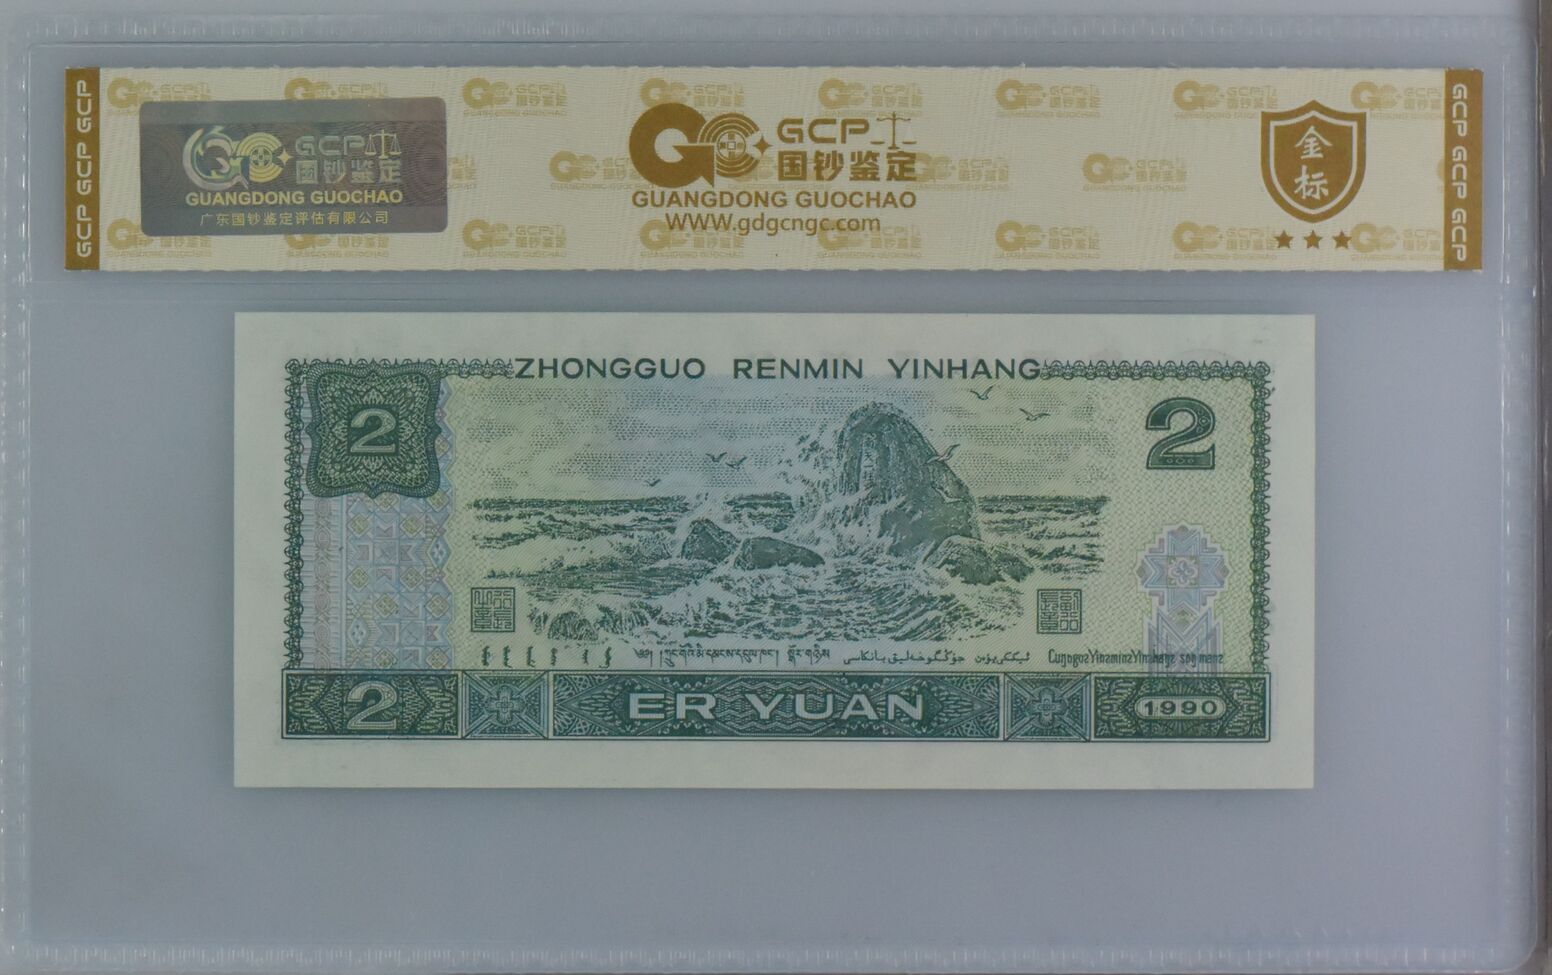 GCP GCP GCP
GCP
国钞鉴定
GUANGDONG GUOCHAO
广东国钞鉴定评估有限公司
GCP
国钞鉴定
GUANGDONG GUOCHAO
WWW.gdgcngc.com
金标
GCP GCP GCP
ZHONGGUO RENMIN YINHANG
2
2
2
ER YUAN
1990